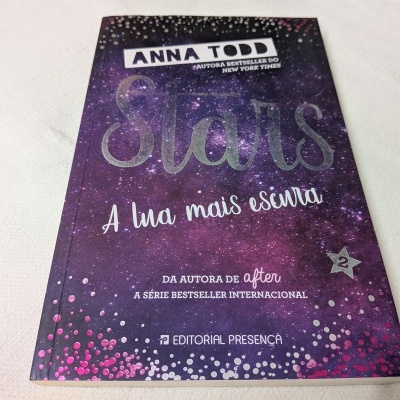 ANNA TODD
AUTORA BESTSELLER DO
NEW YORK TIMES
Stars
A lua mais escura
2
DA AUTORA DE after
A SÉRIE BESTSELLER INTERNACIONAL
EDITORIAL PRESENÇA